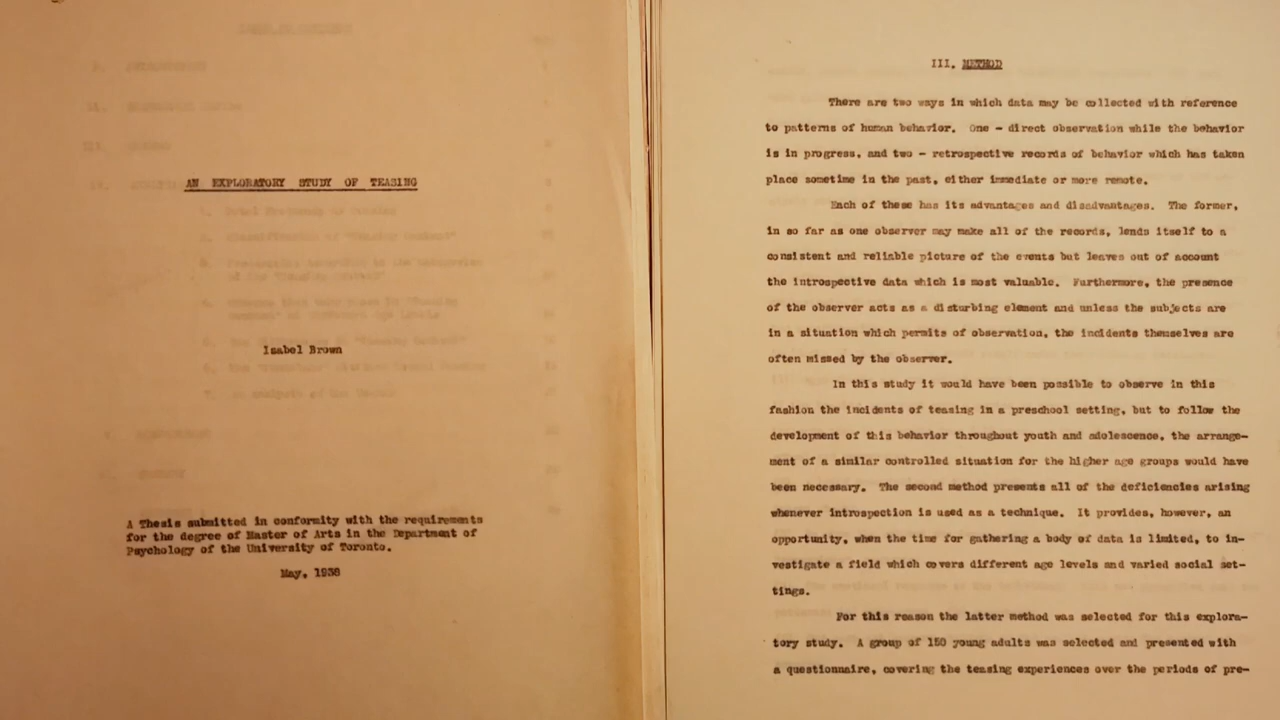 AN EXPLORATORY STUDY OF TEASING
Isabel Brown
A Thesis submitted in conformity with the requirements
for the degree of Master of Arts in the Department of
Psychology of the University of Toronto.
May, 1938
III. METHOD
There are two ways in which data may be collected with reference
to patterns of human behavior. One - direct observation while the behavior
is in progress, and two - retrospective records of behavior which has taken
place sometime in the past, either immediate or more remote.
Each of these has its advantages and disadvantages. The former,
in so far as one observer may make all of the records, lends itself to a
consistent and reliable picture of the events but leaves out of account
the introspective data which is most valuable. Furthermore, the presence
of the observer acts as a disturbing element and unless the subjects are
in a situation which permits of observation, the incidents themselves are
often missed by the observer.
In this study it would have been possible to observe in this
fashion the incidents of teasing in a preschool setting, but to follow the
development of this behavior throughout youth and adolescence, the arrange-
ment of a similar controlled situation for the higher age groups would have
been necessary. The second method presents all of the deficiencies arising
whenever introspection is used as a technique. It provides, however, an
opportunity, when the time for gathering a body of data is limited, to in-
vestigate a field which covers different age levels and varied social set-
tings.
For this reason the latter method was selected for this explora-
tory study. A group of 150 young adults was selected and presented with
a questionnaire, covering the teasing experiences over the periods of pre-